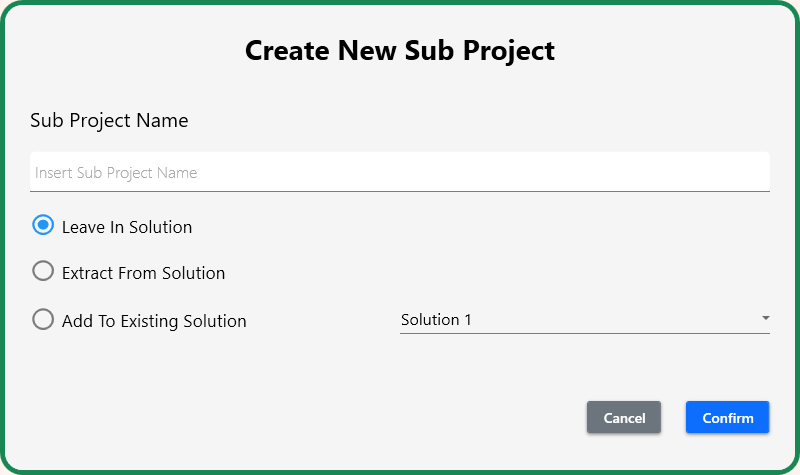 Create New Sub Project
Sub Project Name
Insert Sub Project Name
Leave In Solution
Extract From Solution
Add To Existing Solution
Solution 1
Cancel
Confirm